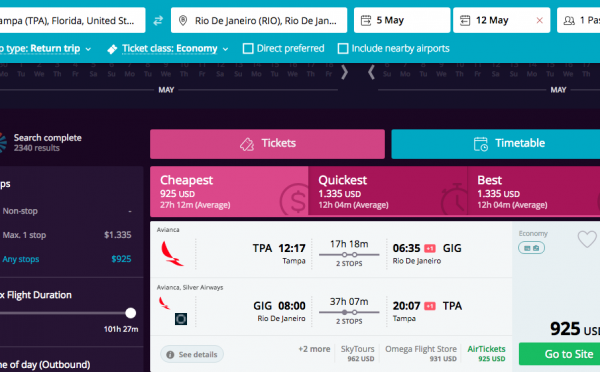 ampa (TPA), Florida, United St...
Rio De Janeiro (RIO), Rio De Jan...
5 May
12 May
1 Pas
p type: Return trip
Ticket class: Economy
Direct preferred
Include nearby airports
MAY
MAY
Search complete
2340 results
Tickets
Timetable
ops
Non-stop -
Max. 1 stop $1.335
Any stops $925
x Flight Duration
101h 27m
me of day (Outbound)
Cheapest
925 USD
27h 12m (Average)
Quickest
1.335 USD
12h 04m (Average)
Best
1.335 USD
12h 04m (Average)
Avianca
TPA 12:17
Tampa
17h 18m
2 STOPS
06:35 +1 GIG
Rio De Janeiro
Avianca, Silver Airways
GIG 08:00
Rio De Janeiro
37h 07m
2 STOPS
20:07 +1 TPA
Tampa
See details
+2 more
SkyTours
962 USD
Omega Flight Store
931 USD
AirTickets
925 USD
Economy
925 USD
Go to Site